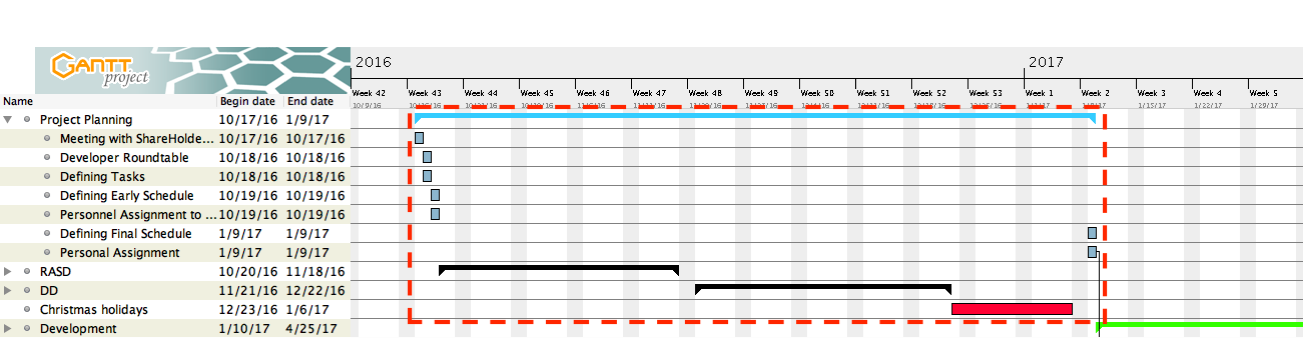 GANTT project
2016 2017
Week 42 Week 43 Week 44 Week 45 Week 46 Week 47 Week 48 Week 49 Week 50 Week 51 Week 52 Week 53 Week 1 Week 2 Week 3 Week 4 Week 5
Name Begin date End date 10/9/16 1/15/17 1/22/17 1/29/17
Project Planning 10/17/16 1/9/17
Meeting with ShareHolde... 10/17/16 10/17/16
Developer Roundtable 10/18/16 10/18/16
Defining Tasks 10/18/16 10/18/16
Defining Early Schedule 10/19/16 10/19/16
Personnel Assignment to ... 10/19/16 10/19/16
Defining Final Schedule 1/9/17 1/9/17
Personal Assignment 1/9/17 1/9/17
RASD 10/20/16 11/18/16
DD 11/21/16 12/22/16
Christmas holidays 12/23/16 1/6/17
Development 1/10/17 4/25/17